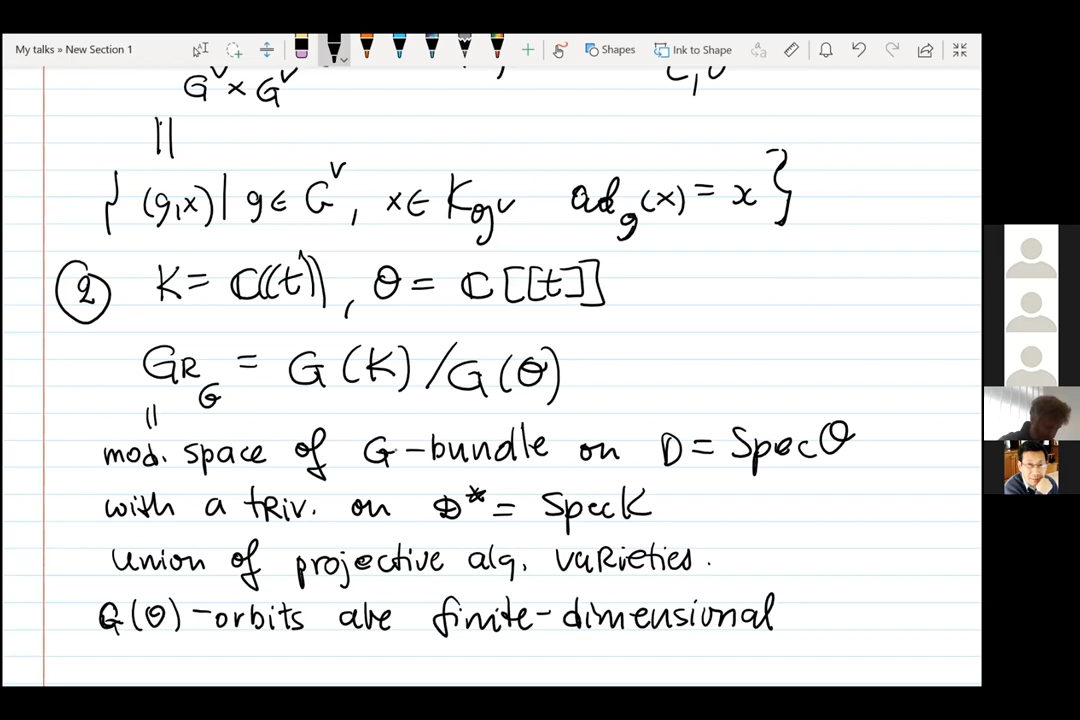 My talks » New Section 1
Shapes
Ink to Shape
G^∨ × G^∨
||
{ (g,x) | g ∈ G^∨, x ∈ K_{g^∨} ad_g(x) = x }
② K = ℂ((t)), O = ℂ[[t]]
GR_G = G(K)/G(O)
||
mod. space of G-bundle on D = Spec O
with a tRiv. on D* = Spec K
union of projective alg. vaRieties.
G(O)-orbits are finite-dimensional